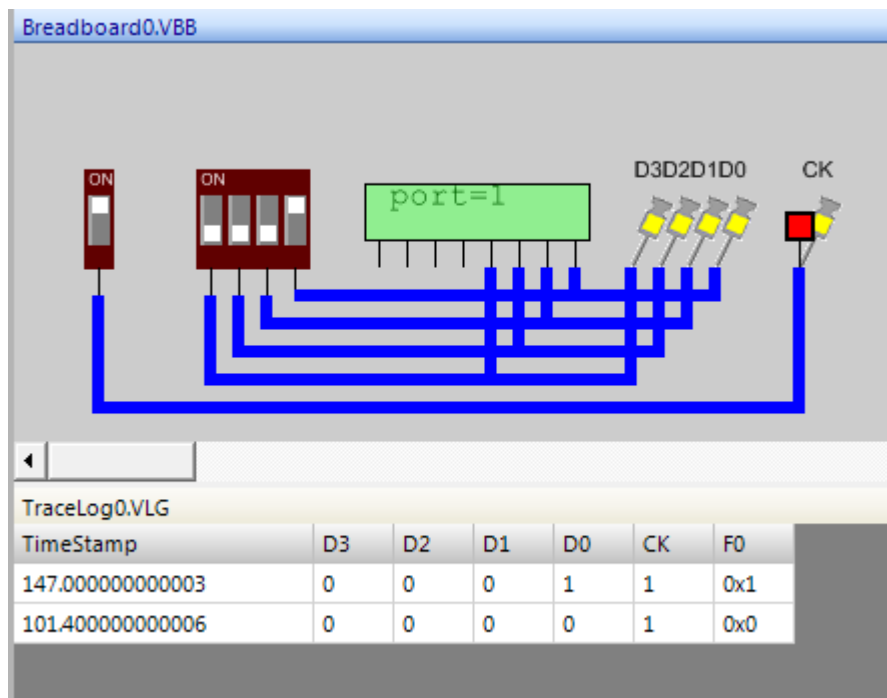 Breadboard0.VBB
D3D2D1D0 CK
ON ON
port=1
TraceLog0.VLG
TimeStamp D3 D2 D1 D0 CK F0
147.000000000003 0 0 0 1 1 0x1
101.400000000006 0 0 0 0 1 0x0